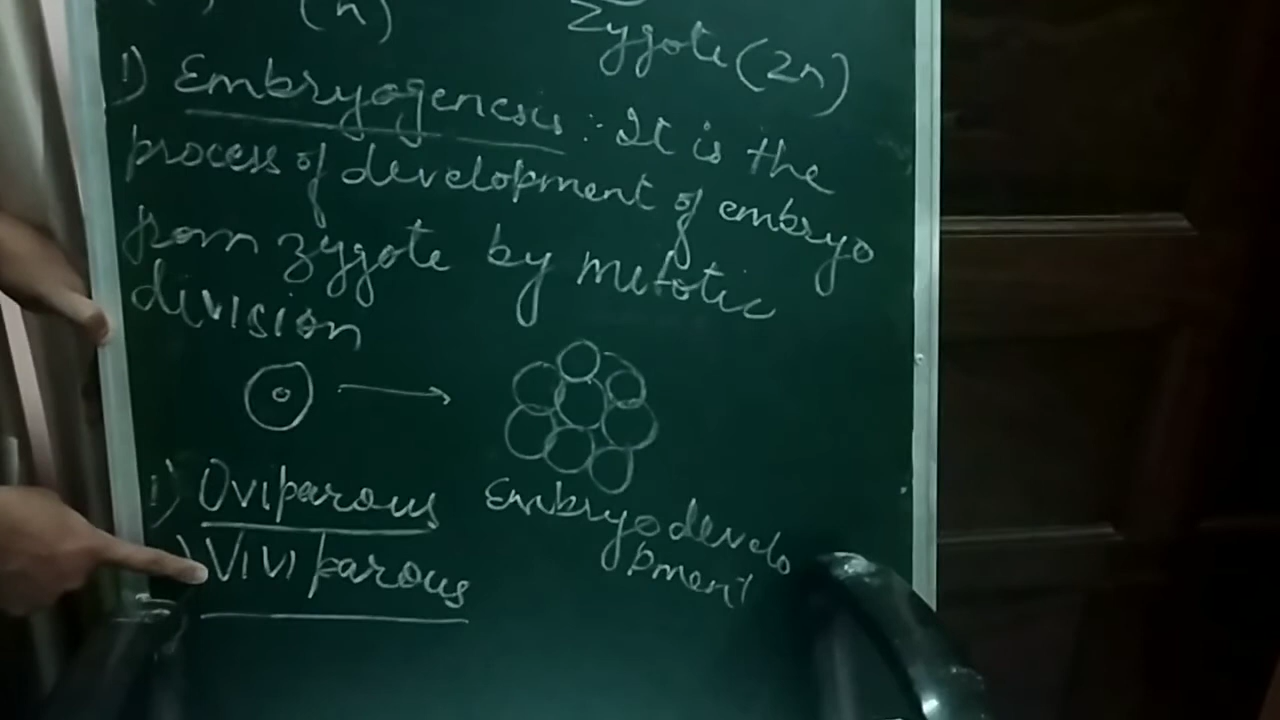 (n)
Zygote (2n)
1) Embryogenesis :- It is the
process of development of embryo
from zygote by mitotic
division
i) Oviparous
) Viviparous
Embryo develo
pment